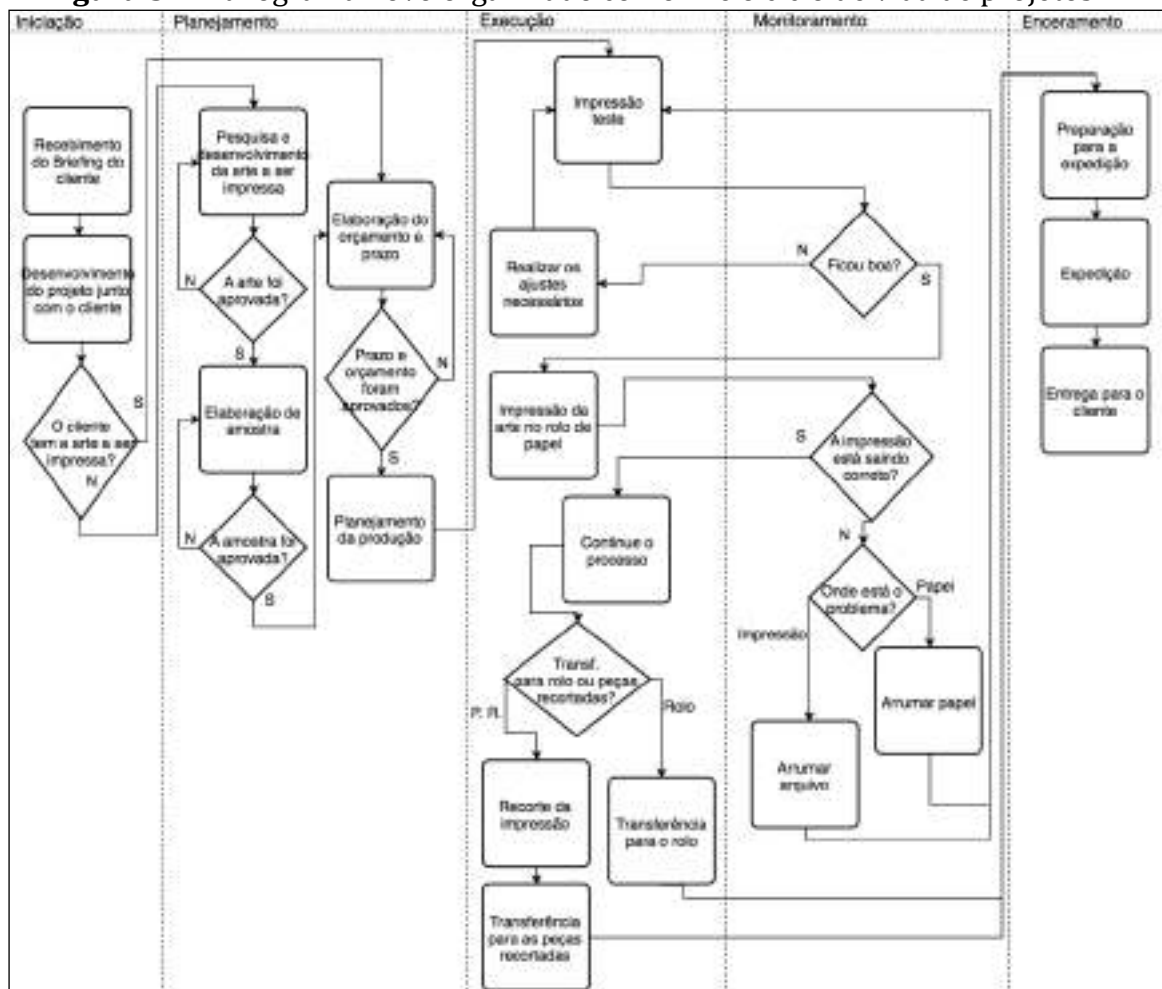 Iniciação
Planejamento
Execução
Monitoramento
Enceramento
Recebimento
do Briefing do
cliente
Desenvolvimento
do projeto junto
com o cliente
O cliente
tem a arte a ser
impressa?
S
N
Pesquisa e
desenvolvimento
da arte a ser
impressa
A arte foi
aprovada?
N
S
Elaboração de
amostra
A amostra foi
aprovada?
N
S
Elaboração do
orçamento e
prazo
Prazo e
orçamento
foram
aprovados?
N
S
Planejamento
da produção
Impressão
teste
Realizar os
ajustes
necessários
Ficou boa?
N
S
Impressão da
arte no rolo de
papel
A impressão
está saindo
correta?
S
N
Continue o
processo
Onde está o
problema?
Papel
Impressão
Arrumar papel
Arrumar
arquivo
Transf.
para rolo ou peças
recortadas?
P. R.
Rolo
Recorte da
impressão
Transferência
para o rolo
Transferência
para as peças
recortadas
Preparação
para a
expedição
Expedição
Entrega para o
cliente